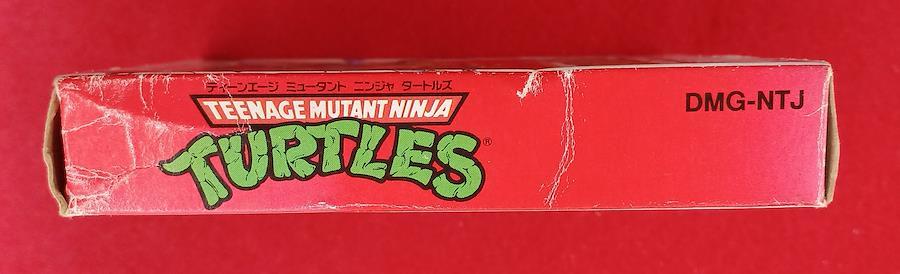 ティーンエージ ミュータント ニンジャ タートルズ
TEENAGE MUTANT NINJA
TURTLES®
DMG-NTJ